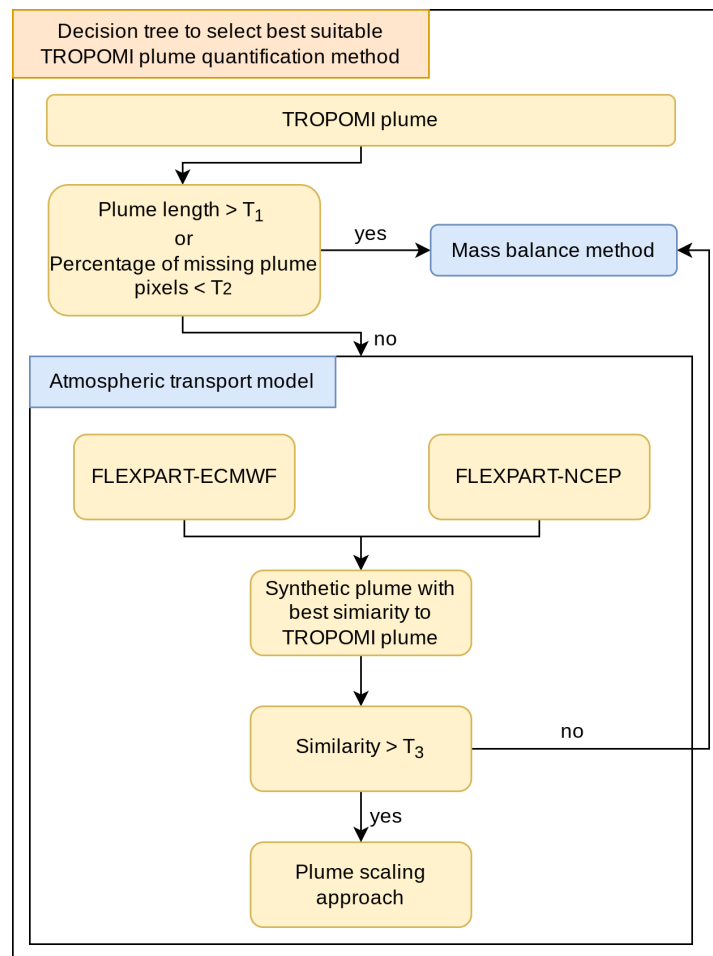 Decision tree to select best suitable
TROPOMI plume quantification method
TROPOMI plume
Plume length > T1
or
Percentage of missing plume
pixels < T2
yes
Mass balance method
no
Atmospheric transport model
FLEXPART-ECMWF
FLEXPART-NCEP
Synthetic plume with
best simiarity to
TROPOMI plume
Similarity > T3
no
yes
Plume scaling
approach